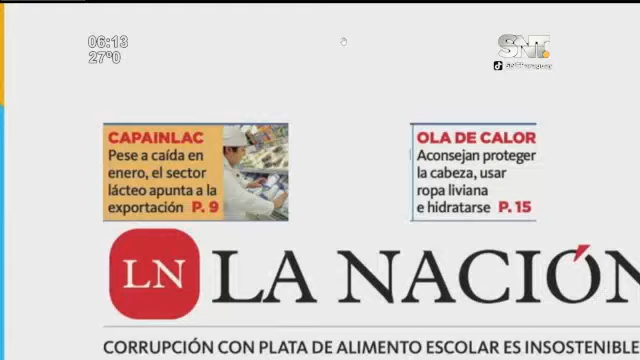 06:13
27º0
SNT
CAPAINLAC
Pese a caída en
enero, el sector
lácteo apunta a la
exportación P. 9
OLA DE CALOR
Aconsejan proteger
la cabeza, usar
ropa liviana
e hidratarse P. 15
LN LA NACIÓN
CORRUPCIÓN CON PLATA DE ALIMENTO ESCOLAR ES INSOSTENIBLE